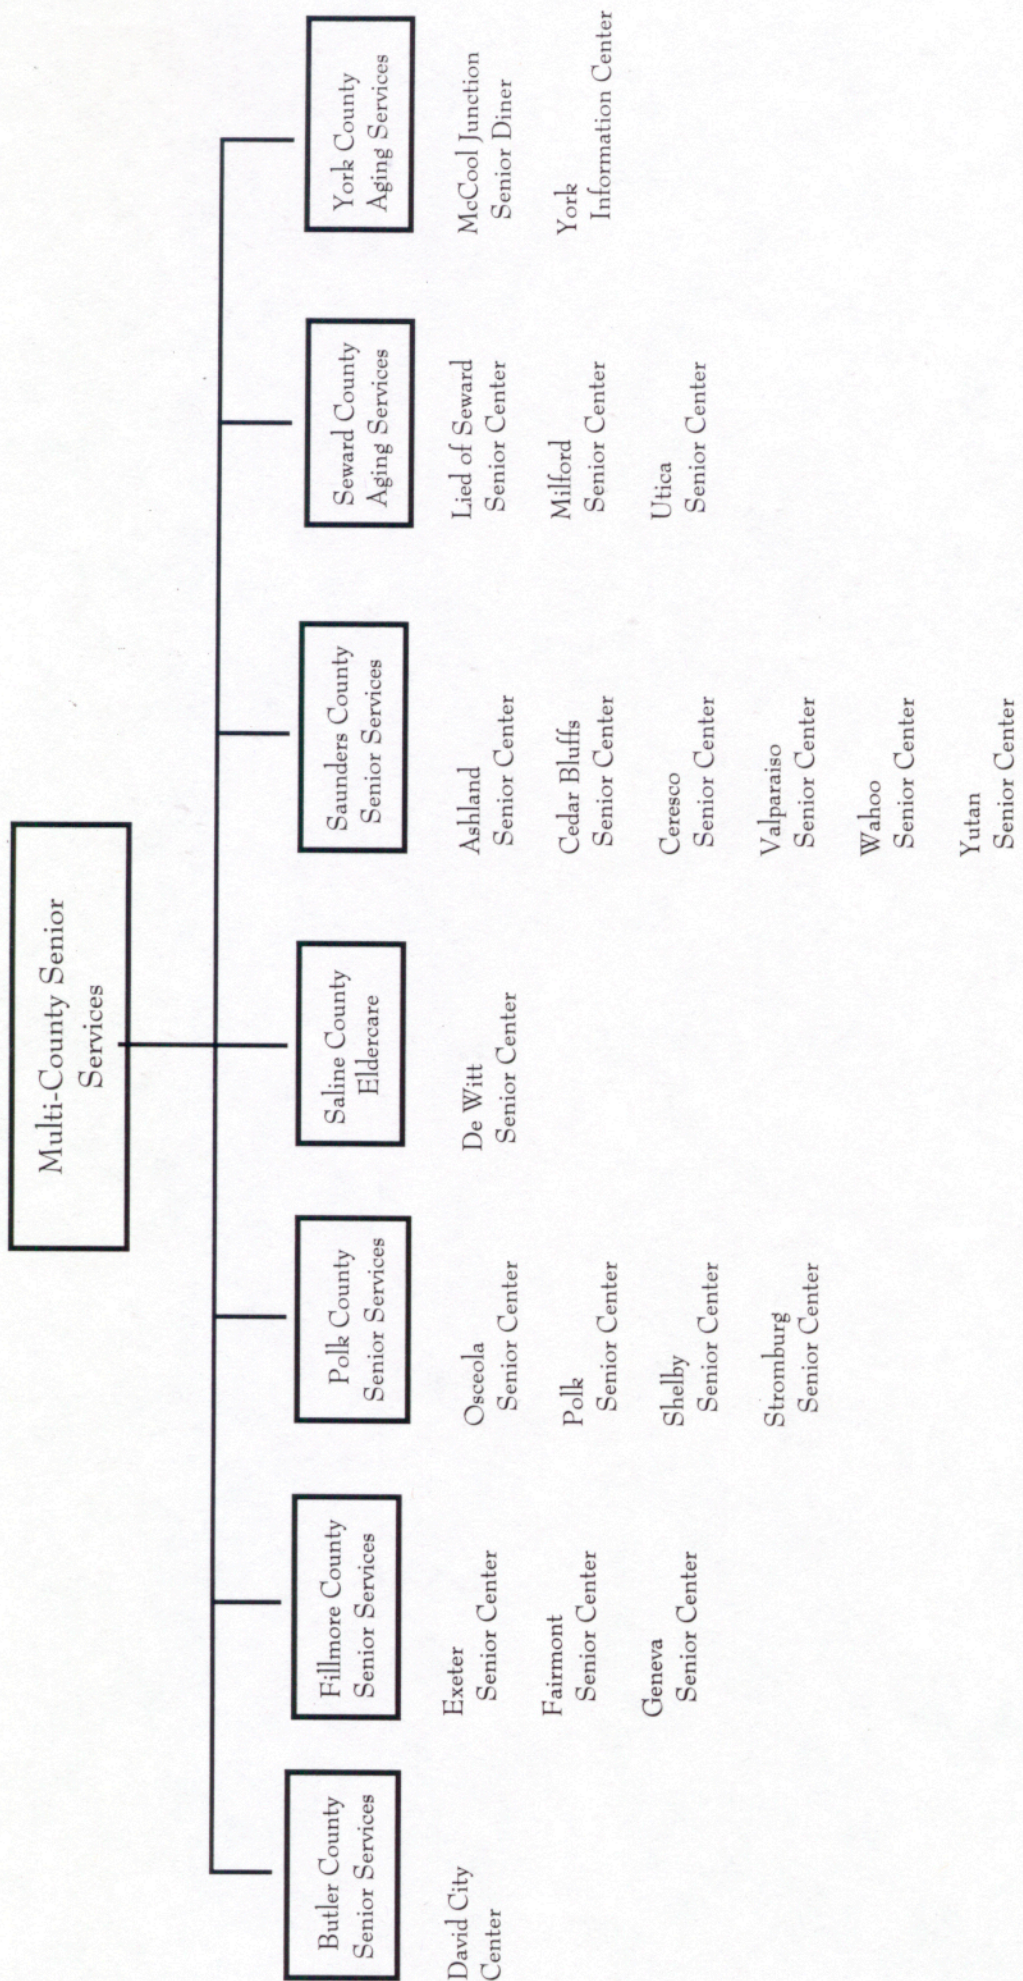 Multi-County Senior
Services
Butler County
Senior Services
David City
Center
Fillmore County
Senior Services
Exeter
Senior Center
Fairmont
Senior Center
Geneva
Senior Center
Polk County
Senior Services
Osceola
Senior Center
Polk
Senior Center
Shelby
Senior Center
Stromburg
Senior Center
Saline County
Eldercare
De Witt
Senior Center
Saunders County
Senior Services
Ashland
Senior Center
Cedar Bluffs
Senior Center
Ceresco
Senior Center
Valparaiso
Senior Center
Wahoo
Senior Center
Yutan
Senior Center
Seward County
Aging Services
Lied of Seward
Senior Center
Milford
Senior Center
Utica
Senior Center
York County
Aging Services
McCool Junction
Senior Diner
York
Information Center